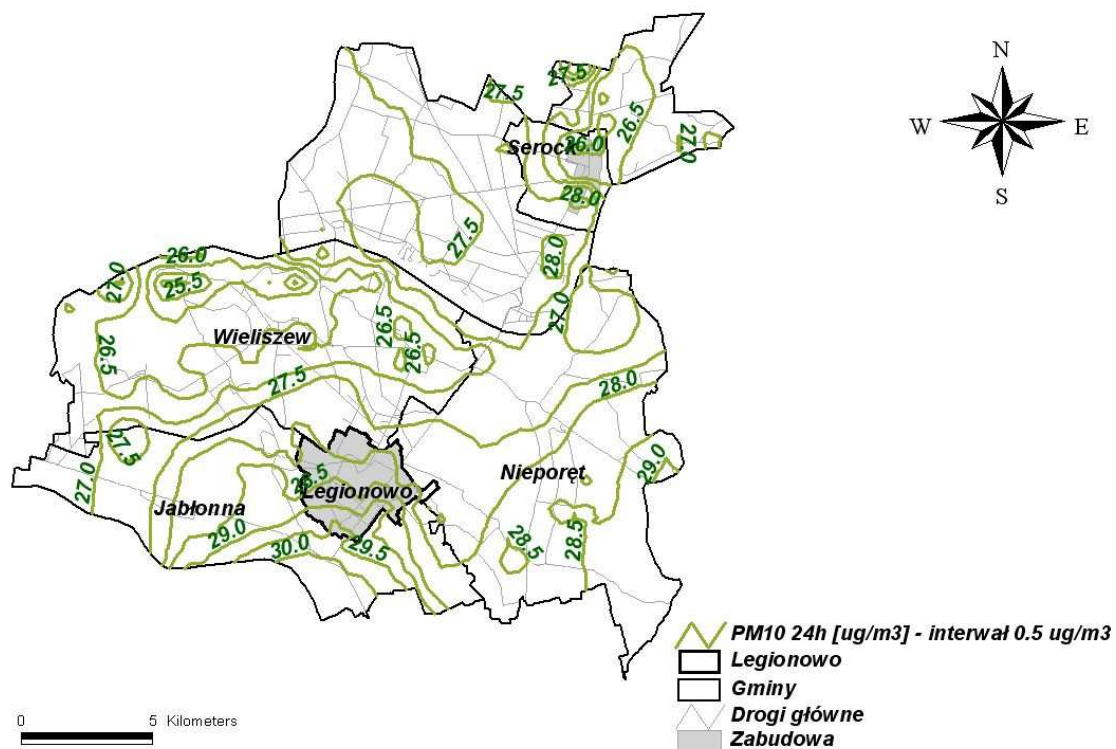 N
W E
S
27.5
27.5
26.5
27.0
Serock
26.0
28.0
27.5
28.0
26.0
27.0
25.5
26.5
26.5
26.5
Wieliszew
27.0
27.5
28.0
27.5
27.0
Jabłonna
28.5
Legionowo
Nieporęt
29.0
29.0
30.0
29.5
28.5
28.5
PM10 24h [ug/m3] - interwał 0.5 ug/m3
Legionowo
Gminy
Drogi główne
Zabudowa
0 5 Kilometers